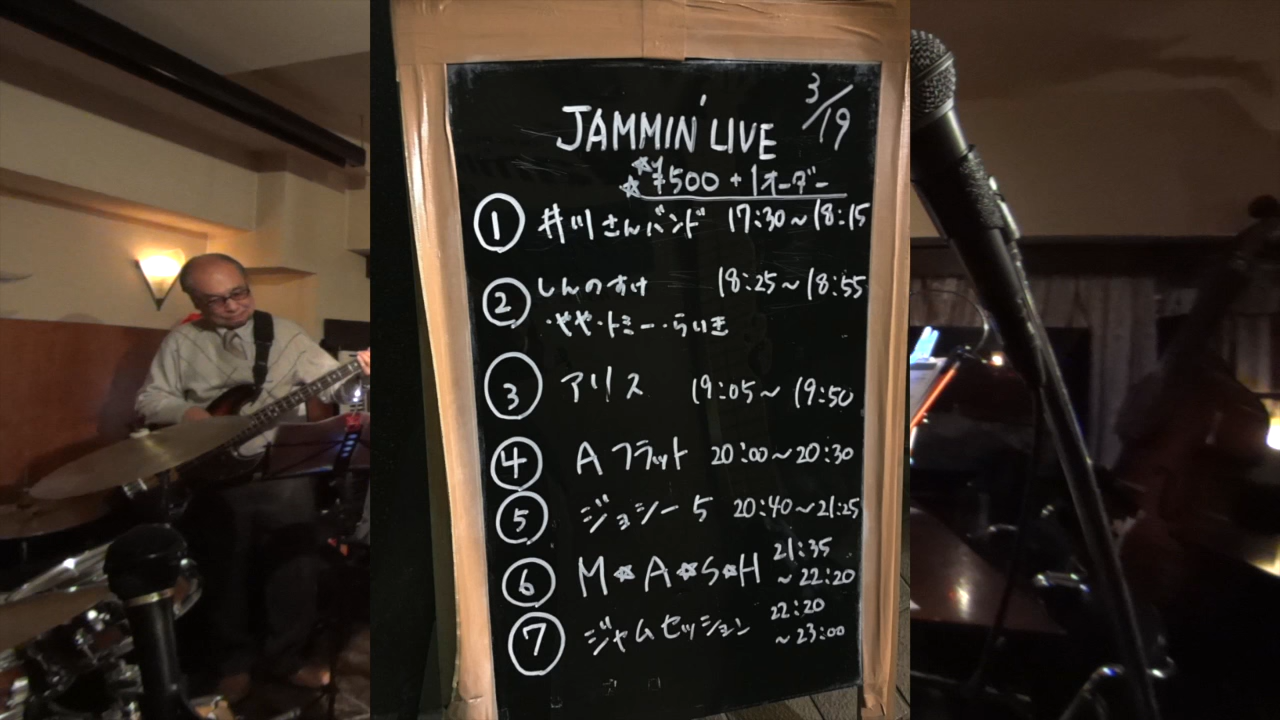 3/19
JAMMIN' LIVE
¥500 + 1オーダー
① 井川さんバンド 17:30~18:15
② しんのすけ 18:25~18:55
・やや・トミー・らいき
③ アリス 19:05~19:50
④ Aフラット 20:00~20:30
⑤ ジョシー5 20:40~21:25
⑥ M★A★S★H 21:35
~22:20
⑦ ジャムセッション 22:20
~23:00